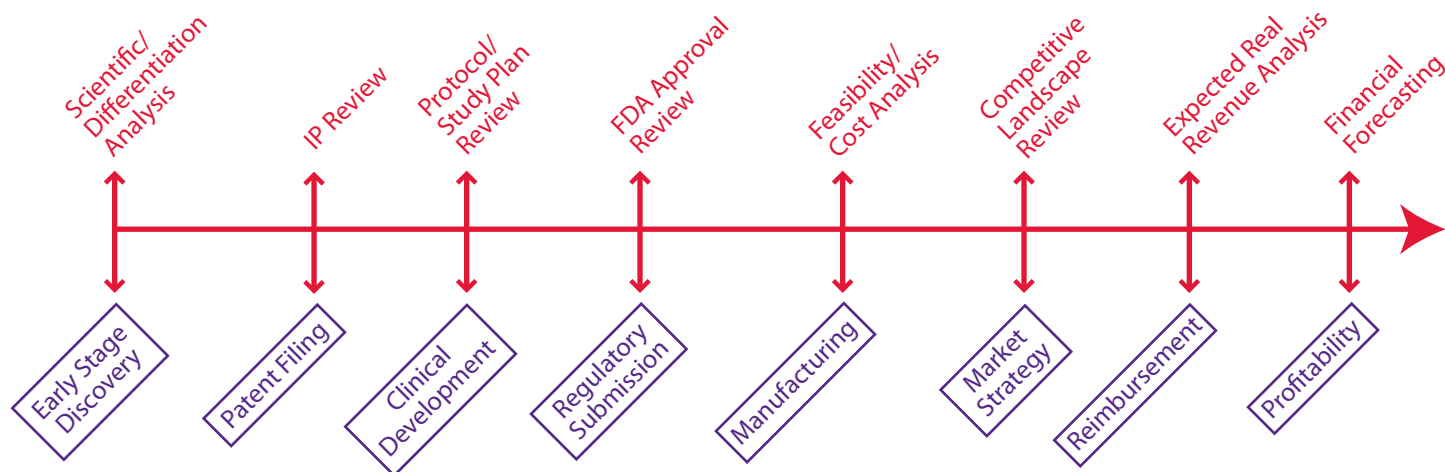 Scientific/
Differentiation
Analysis
IP Review
Protocol/
Study Plan
Review
FDA Approval
Review
Feasibility/
Cost Analysis
Competitive
Landscape
Review
Expected Real
Revenue Analysis
Financial
Forecasting
Early Stage
Discovery
Patent Filing
Clinical
Development
Regulatory
Submission
Manufacturing
Market
Strategy
Reimbursement
Profitability